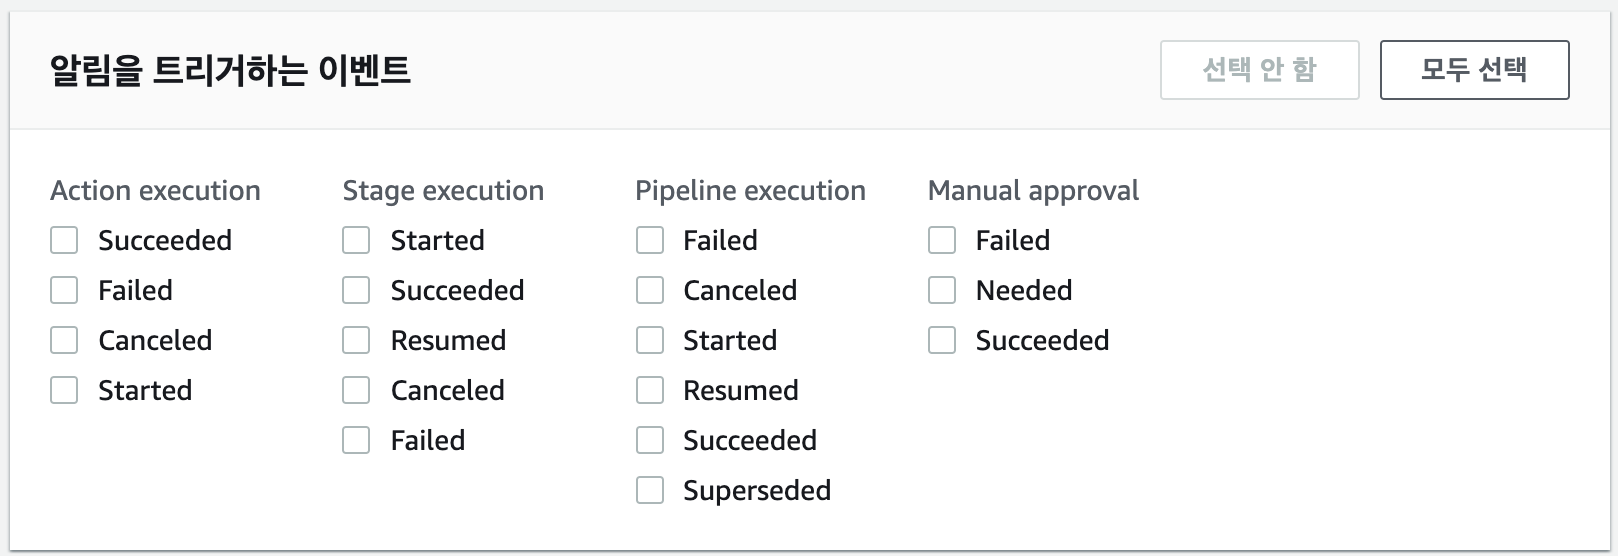 알림을 트리거하는 이벤트
선택 안 함
모두 선택
Action execution
Succeeded
Failed
Canceled
Started
Stage execution
Started
Succeeded
Resumed
Canceled
Failed
Pipeline execution
Failed
Canceled
Started
Resumed
Succeeded
Superseded
Manual approval
Failed
Needed
Succeeded